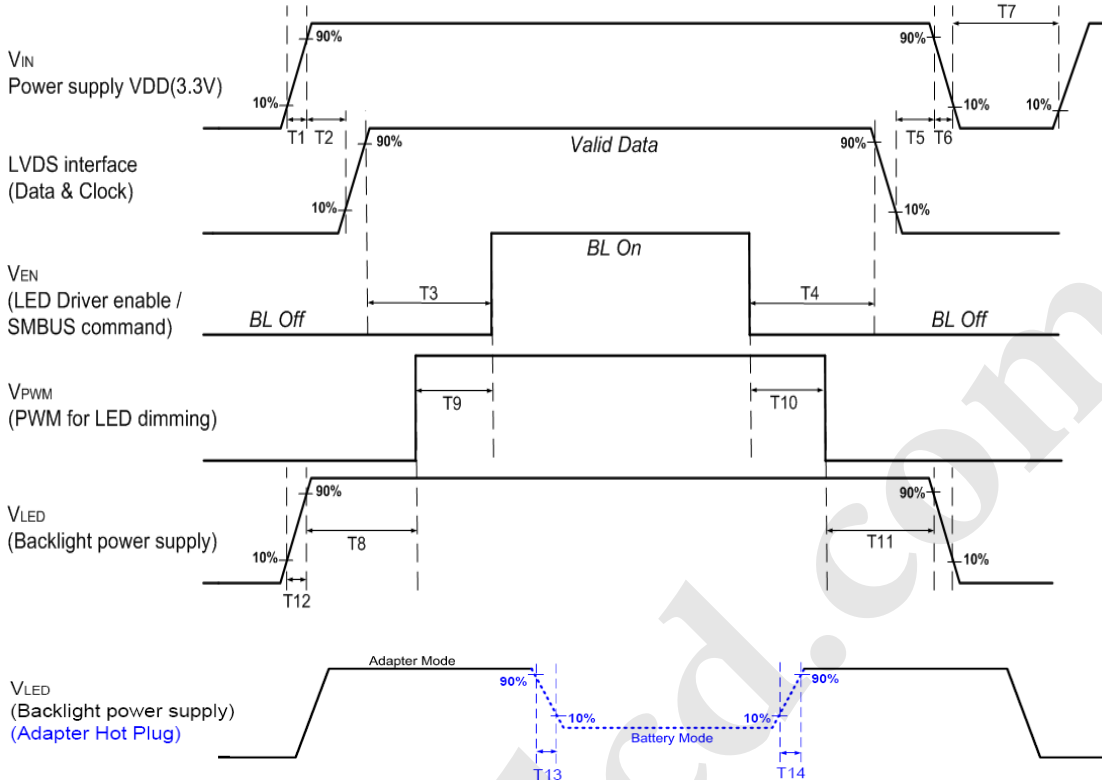 T7
90%
90%
VIN
Power supply VDD(3.3V)
10%
10%
10%
T1
T2
T5
T6
90%
Valid Data
90%
LVDS interface
(Data & Clock)
10%
10%
BL On
VEN
(LED Driver enable /
SMBUS command)
T3
T4
BL Off
BL Off
VPWM
(PWM for LED dimming)
T9
T10
90%
90%
VLED
(Backlight power supply)
T8
T11
10%
10%
T12
Adapter Mode
90%
90%
VLED
(Backlight power supply)
(Adapter Hot Plug)
10%
10%
Battery Mode
T13
T14
lcd.com